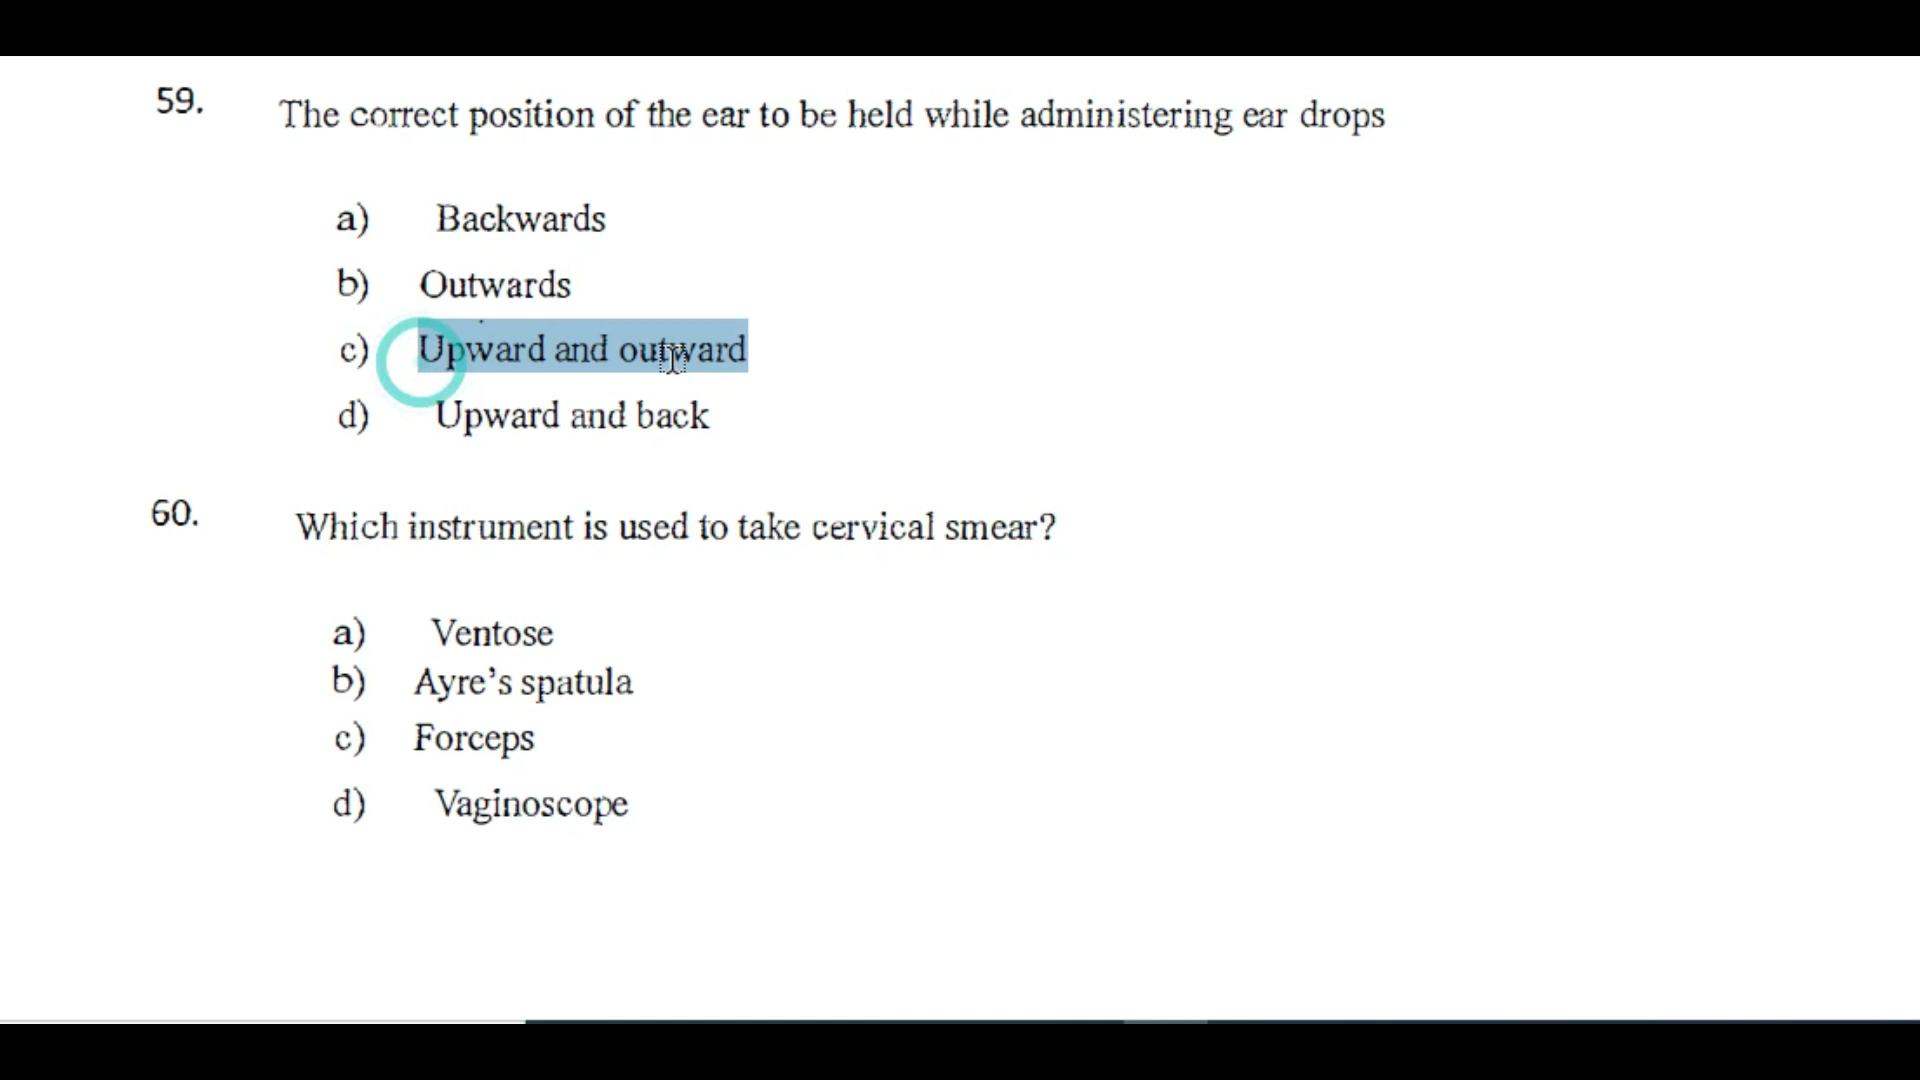 59. The correct position of the ear to be held while administering ear drops
a) Backwards
b) Outwards
c) Upward and outward
d) Upward and back
60. Which instrument is used to take cervical smear?
a) Ventose
b) Ayre’s spatula
c) Forceps
d) Vaginoscope